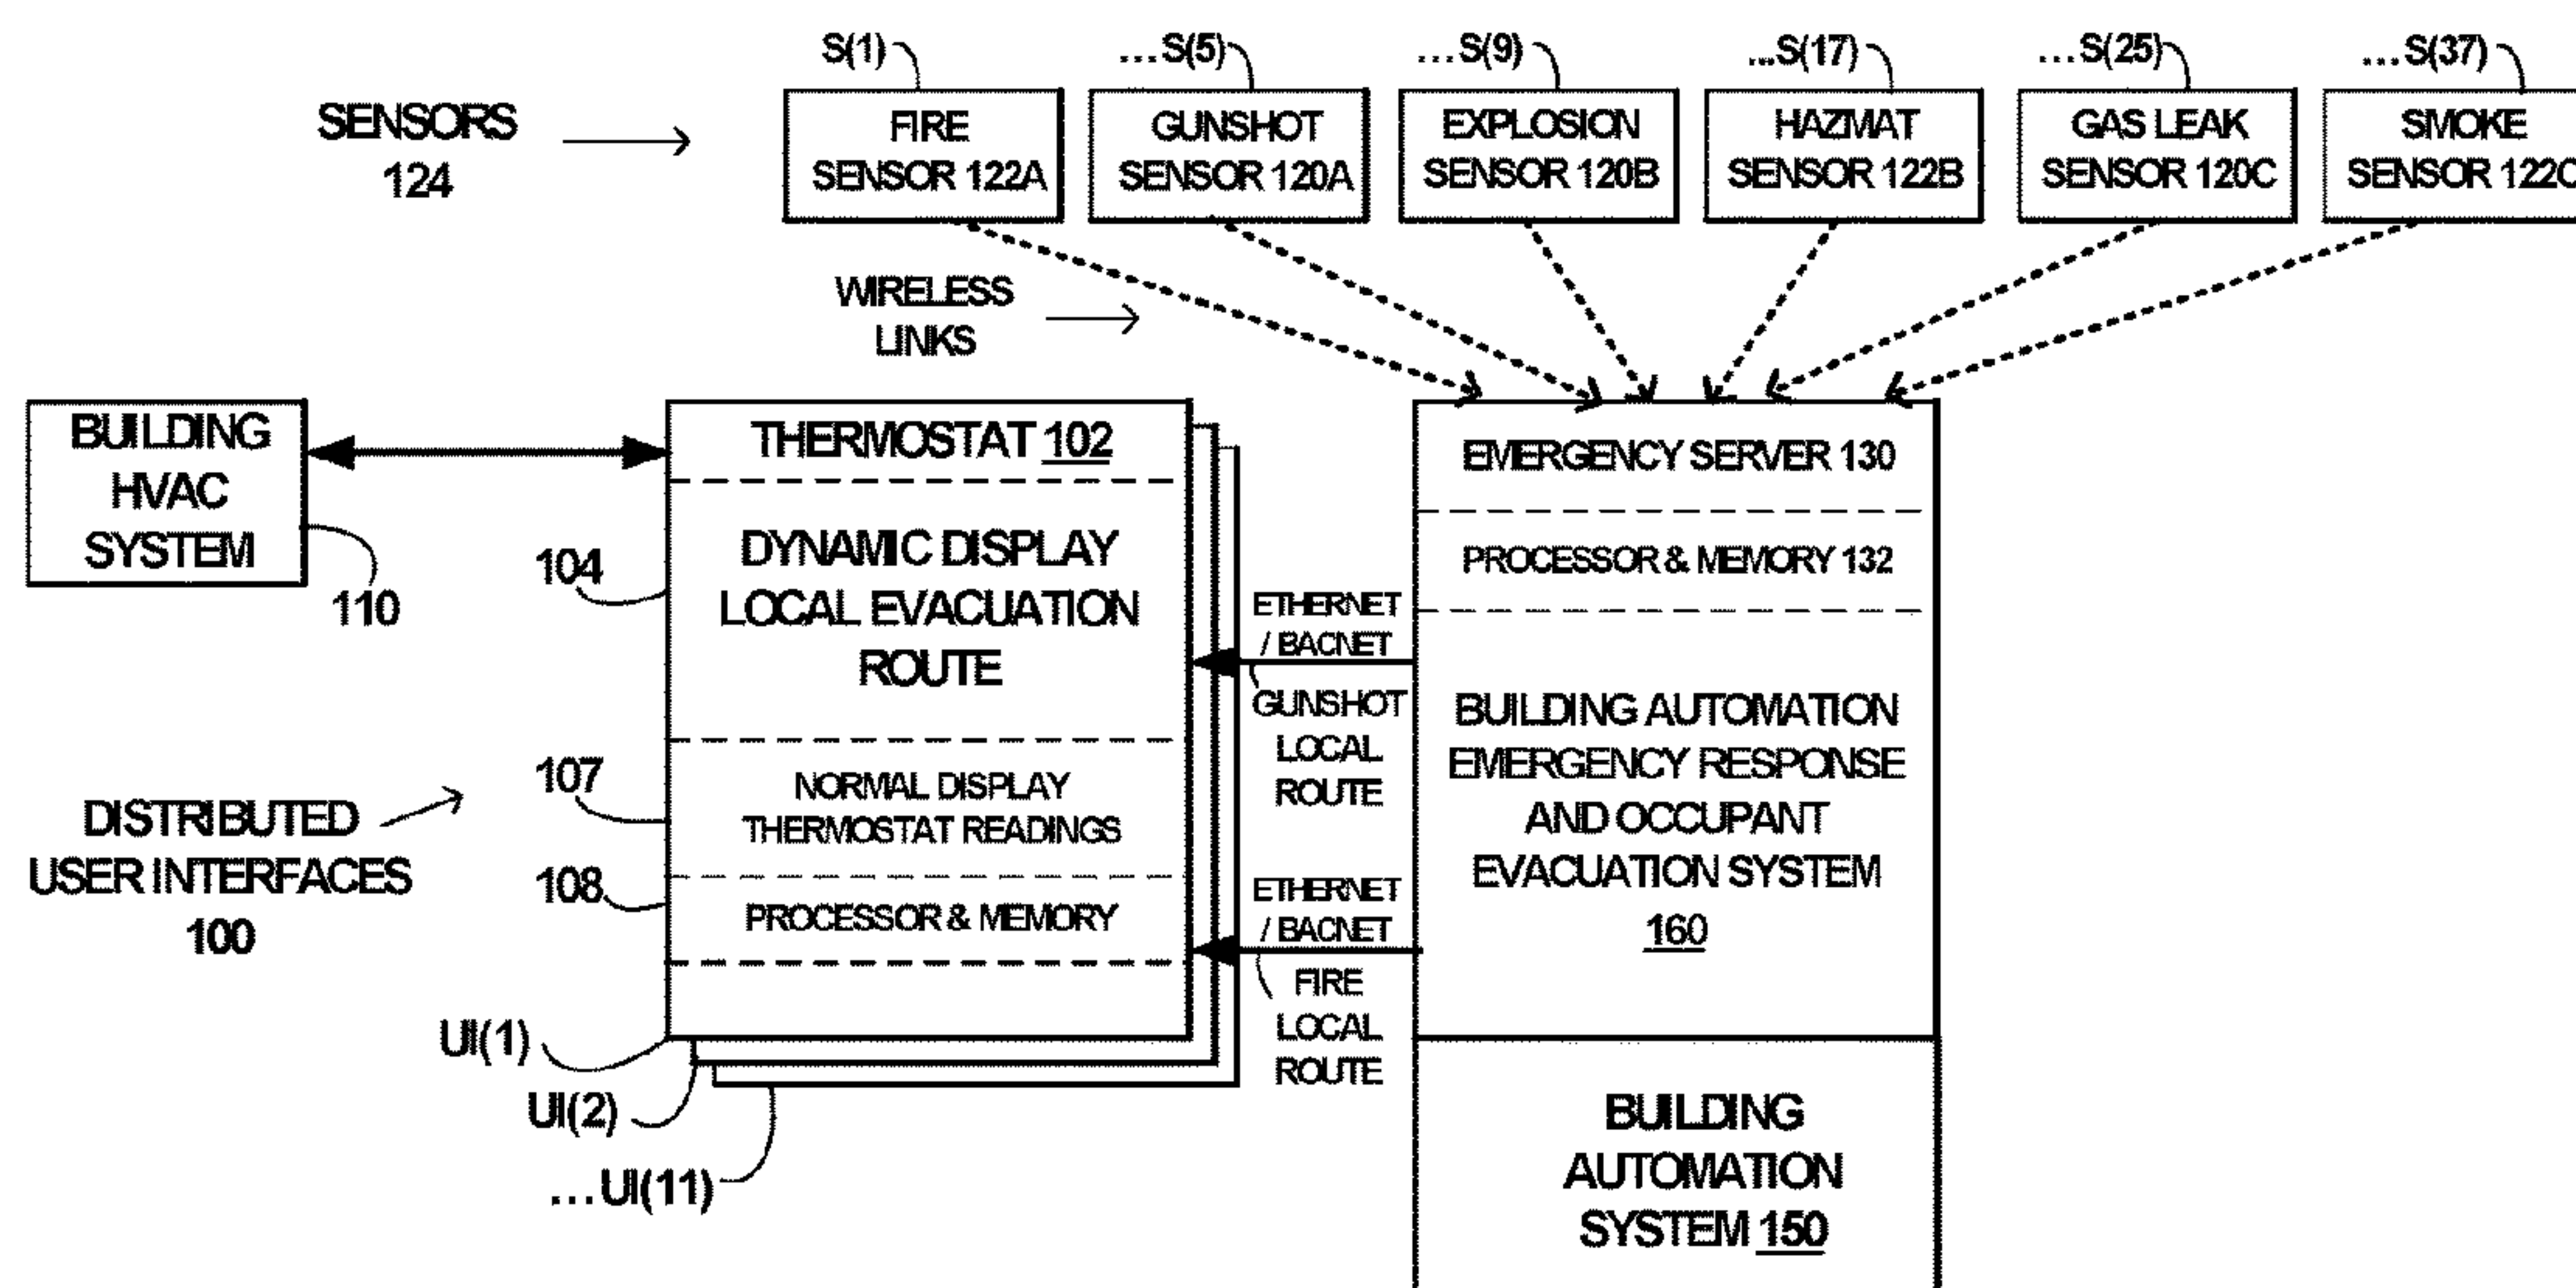 S(1)
...S(5)
...S(9)
...S(17)
...S(25)
...S(37)
SENSORS
124
FIRE
SENSOR 122A
GUNSHOT
SENSOR 120A
EXPLOSION
SENSOR 120B
HAZMAT
SENSOR 122B
GAS LEAK
SENSOR 120C
SMOKE
SENSOR 122C
WIRELESS
LINKS
BUILDING
HVAC
SYSTEM
110
THERMOSTAT 102
104
DYNAMIC DISPLAY
LOCAL EVACUATION
ROUTE
107
NORMAL DISPLAY
THERMOSTAT READINGS
108
PROCESSOR & MEMORY
DISTRIBUTED
USER INTERFACES
100
UI(1)
UI(2)
...UI(11)
ETHERNET
/ BACNET
GUNSHOT
LOCAL
ROUTE
ETHERNET
/ BACNET
FIRE
LOCAL
ROUTE
EMERGENCY SERVER 130
PROCESSOR & MEMORY 132
BUILDING AUTOMATION
EMERGENCY RESPONSE
AND OCCUPANT
EVACUATION SYSTEM
160
BUILDING
AUTOMATION
SYSTEM 150